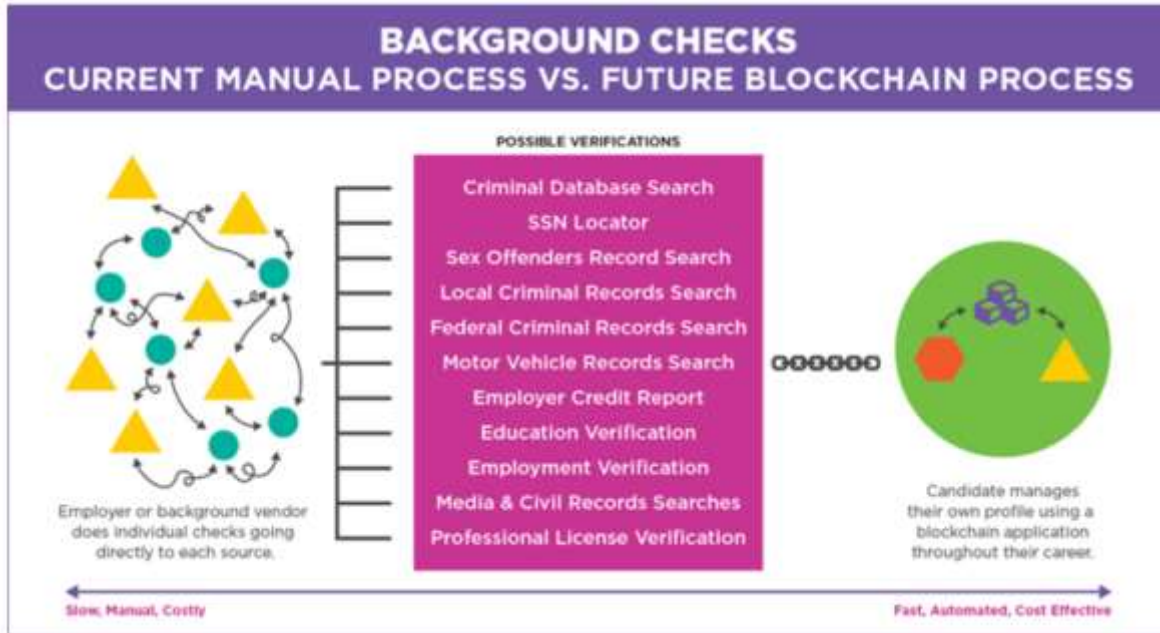 BACKGROUND CHECKS
CURRENT MANUAL PROCESS VS. FUTURE BLOCKCHAIN PROCESS
POSSIBLE VERIFICATIONS
Criminal Database Search
SSN Locator
Sex Offenders Record Search
Local Criminal Records Search
Federal Criminal Records Search
Motor Vehicle Records Search
Employer Credit Report
Education Verification
Employment Verification
Media & Civil Records Searches
Professional License Verification
Employer or background vendor
does individual checks going
directly to each source.
Candidate manages
their own profile using a
blockchain application
throughout their career.
Slow, Manual, Costly
Fast, Automated, Cost Effective